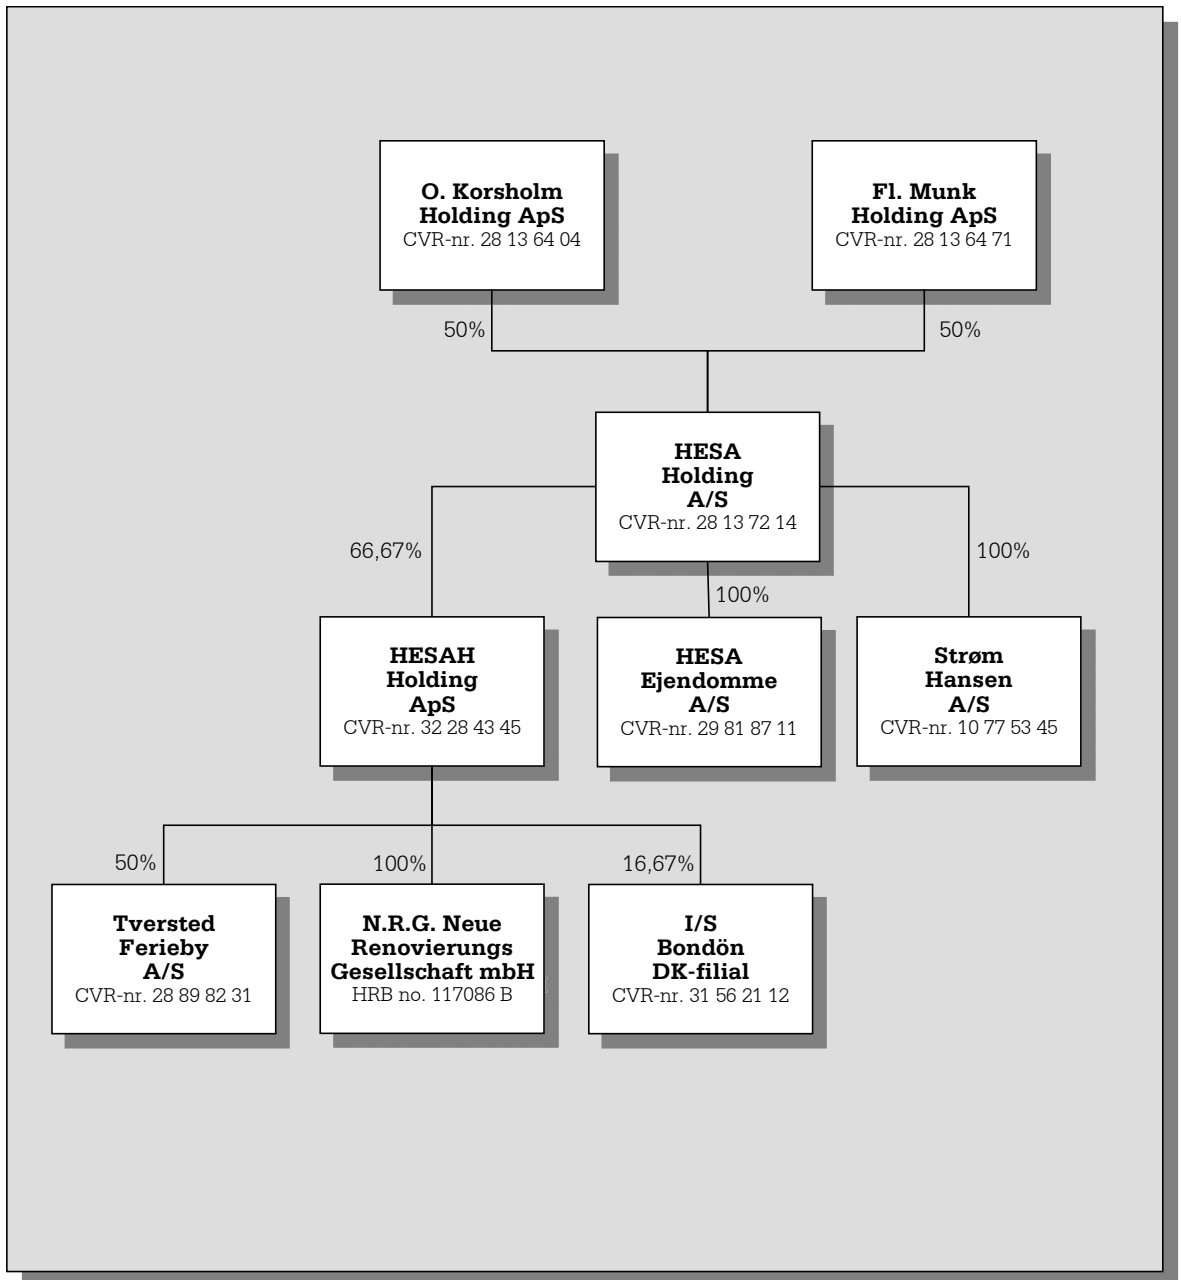 O. Korsholm
Holding ApS
CVR-nr. 28 13 64 04
Fl. Munk
Holding ApS
CVR-nr. 28 13 64 71
50%
50%
HESA
Holding
A/S
CVR-nr. 28 13 72 14
66,67%
100%
100%
HESAH
Holding
ApS
CVR-nr. 32 28 43 45
HESA
Ejendomme
A/S
CVR-nr. 29 81 87 11
Strøm
Hansen
A/S
CVR-nr. 10 77 53 45
50%
100%
16,67%
Tversted
Ferieby
A/S
CVR-nr. 28 89 82 31
N.R.G. Neue
Renovierungs
Gesellschaft mbH
HRB no. 117086 B
I/S
Bondön
DK-filial
CVR-nr. 31 56 21 12